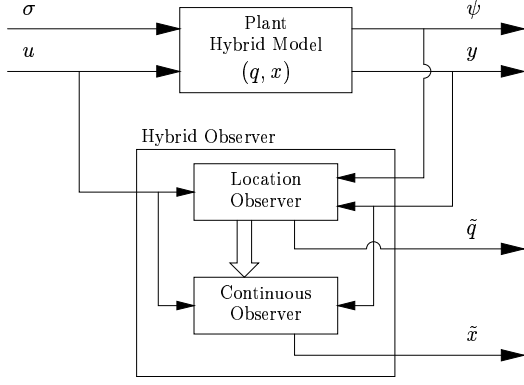 σ
Plant
Hybrid Model
(q, x)
ψ
u
y
Hybrid Observer
Location
Observer
q̃
Continuous
Observer
x̃